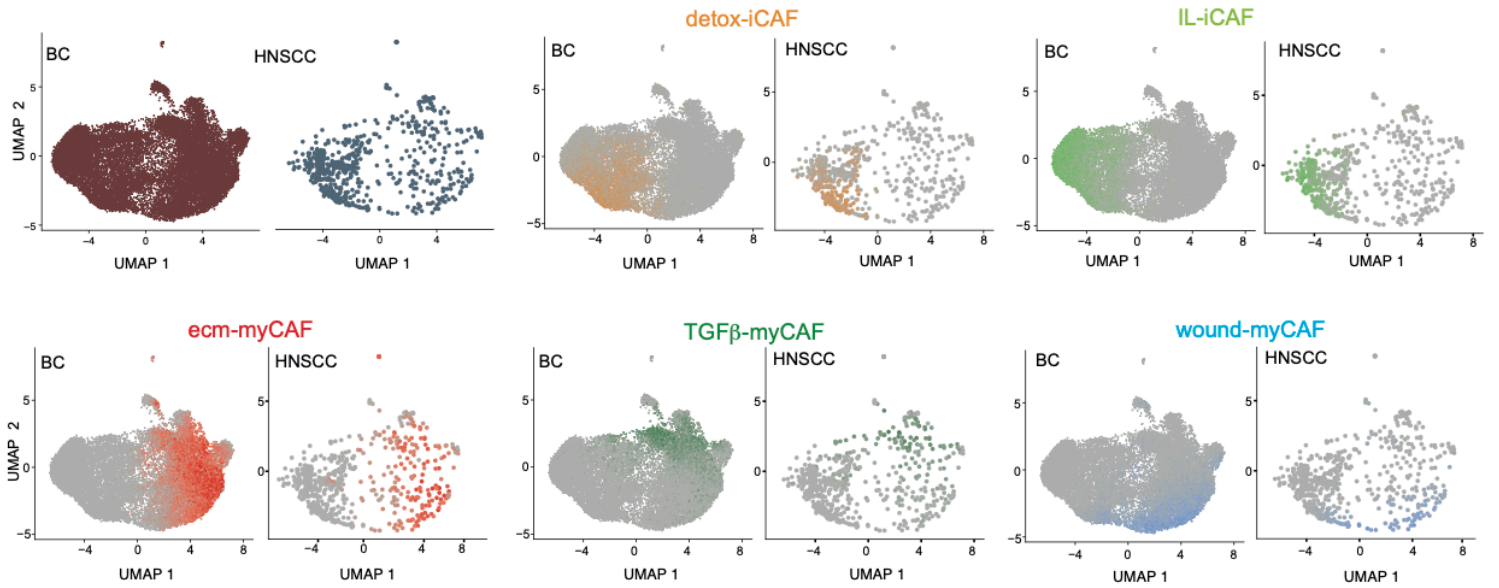 detox-iCAF
IL-iCAF
BC
HNSCC
BC
HNSCC
BC
HNSCC
UMAP 2
5
0
−5
−4 0 4
−4 0 4
5
0
−5
−4 0 4 8
5
0
−4 0 4 8
5
0
5
−4 0 4 8
5
0
−4 0 4 8
UMAP 1
UMAP 1
UMAP 1
UMAP 1
UMAP 1
UMAP 1
ecm-myCAF
TGFβ-myCAF
wound-myCAF
BC
HNSCC
BC
HNSCC
BC
HNSCC
UMAP 2
5
0
−5
−4 0 4 8
5
0
−4 0 4 8
5
0
−5
−4 0 4 8
5
0
−4 0 4 8
5
0
−5
−4 0 4 8
5
0
−4 0 4 8
UMAP 1
UMAP 1
UMAP 1
UMAP 1
UMAP 1
UMAP 1